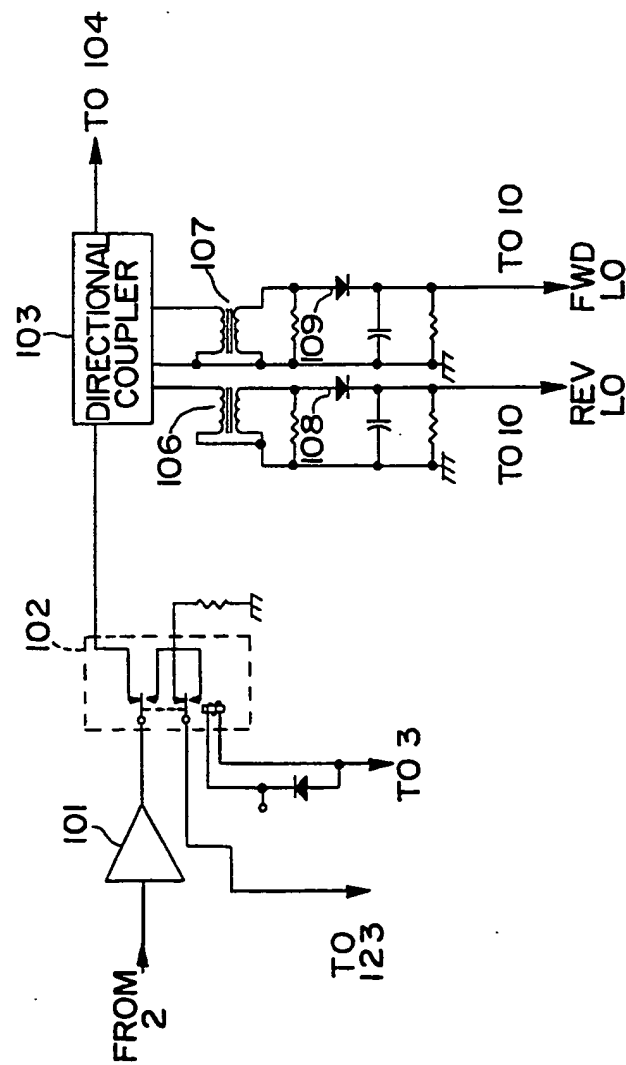 FROM
2
101
102
TO
123
TO 3
103
DIRECTIONAL
COUPLER
TO 104
106
107
108
109
TO 10
REV
LO
TO 10
FWD
LO